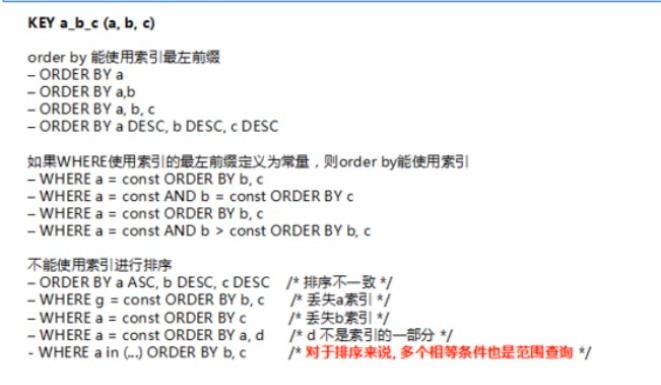 KEY a_b_c (a, b, c)
order by 能使用索引最左前缀
– ORDER BY a
– ORDER BY a,b
– ORDER BY a, b, c
– ORDER BY a DESC, b DESC, c DESC
如果WHERE使用索引的最左前缀定义为常量，则order by能使用索引
– WHERE a = const ORDER BY b, c
– WHERE a = const AND b = const ORDER BY c
– WHERE a = const ORDER BY b, c
– WHERE a = const AND b > const ORDER BY b, c
不能使用索引进行排序
– ORDER BY a ASC, b DESC, c DESC /* 排序不一致 */
– WHERE g = const ORDER BY b, c /* 丢失a索引 */
– WHERE a = const ORDER BY c /* 丢失b索引 */
– WHERE a = const ORDER BY a, d /* d 不是索引的一部分 */
- WHERE a in (...) ORDER BY b, c /* 对于排序来说, 多个相等条件也是范围查询 */